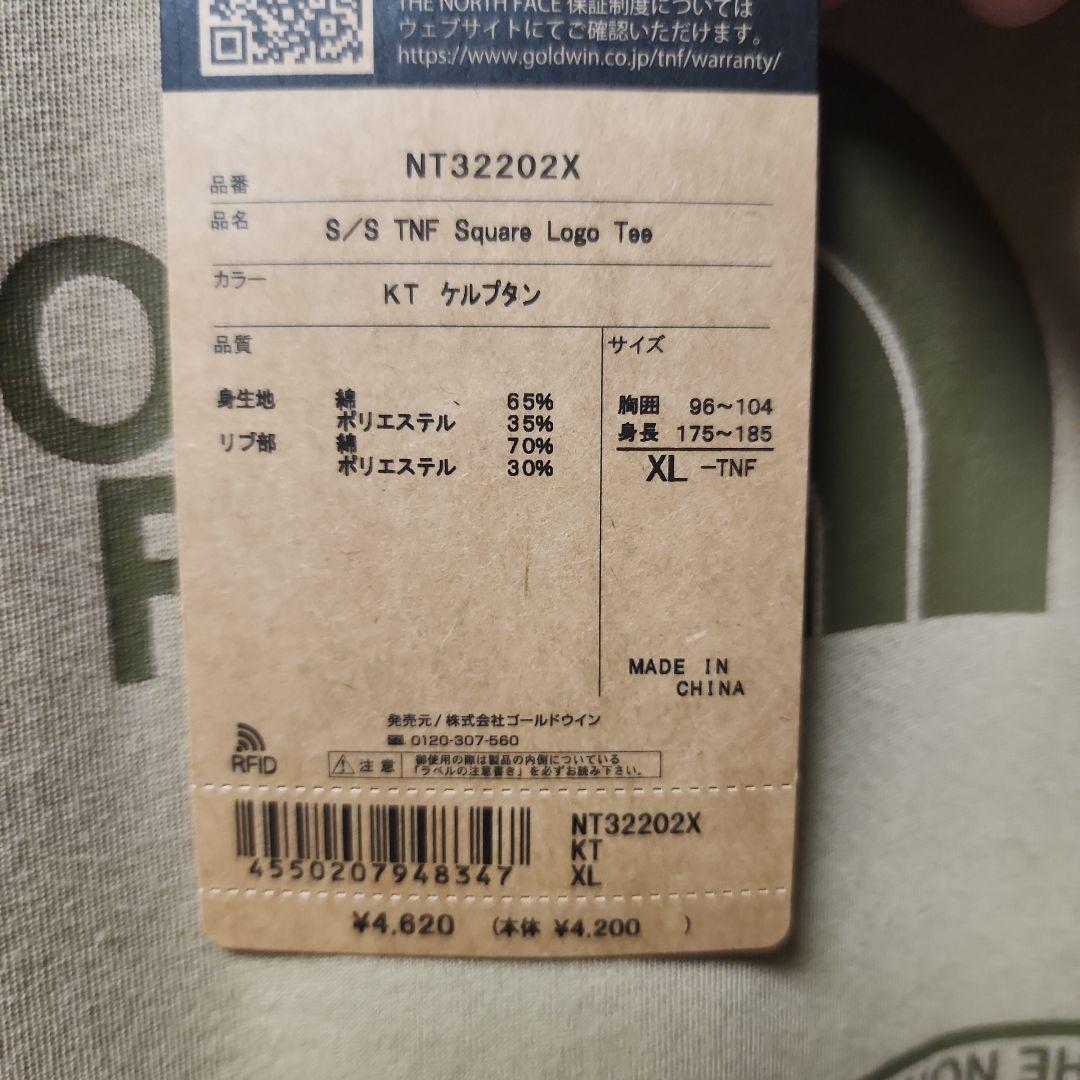 THE NORTH FACE 保証制度については
ウェブサイトにてご確認いただけます。
https://www.goldwin.co.jp/tnf/warranty/
品番 NT32202X
品名 S/S TNF Square Logo Tee
カラー KT ケルプタン
品質
身生地 綿 65%
ポリエステル 35%
リブ部 綿 70%
ポリエステル 30%
サイズ
胸囲 96~104
身長 175~185
XL -TNF
MADE IN
CHINA
発売元/株式会社ゴールドウイン
0120-307-560
RFID
注意
御使用の際は製品の内側についている
「ラベルの注意書き」を必ずお読み下さい。
4550207948347
NT32202X
KT
XL
¥4,620 (本体 ¥4,200 )
O
F
THE NO